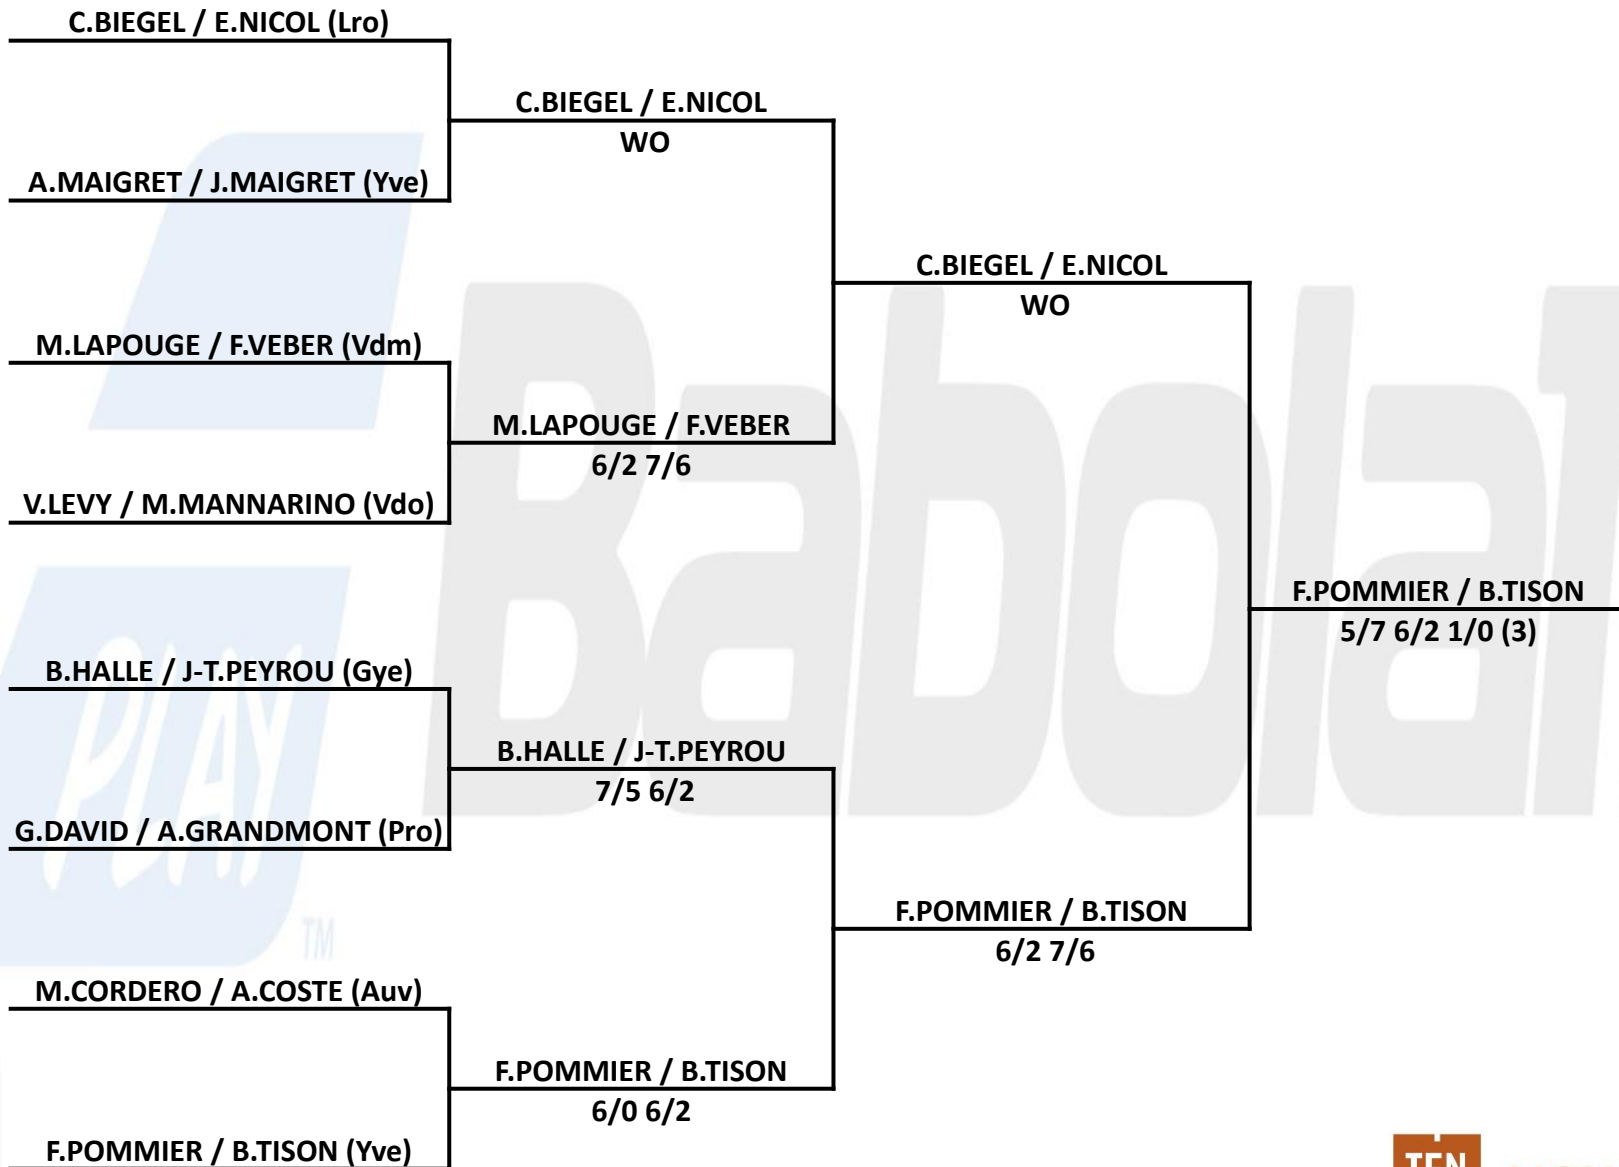 C.BIEGEL / E.NICOL (Lro)
C.BIEGEL / E.NICOL
WO
A.MAIGRET / J.MAIGRET (Yve)
C.BIEGEL / E.NICOL
WO
M.LAPOUGE / F.VEBER (Vdm)
M.LAPOUGE / F.VEBER
6/2 7/6
V.LEVY / M.MANNARINO (Vdo)
F.POMMIER / B.TISON
5/7 6/2 1/0 (3)
B.HALLE / J-T.PEYROU (Gye)
B.HALLE / J-T.PEYROU
7/5 6/2
G.DAVID / A.GRANDMONT (Pro)
F.POMMIER / B.TISON
6/2 7/6
M.CORDERO / A.COSTE (Auv)
F.POMMIER / B.TISON
6/0 6/2
F.POMMIER / B.TISON (Yve)
Babolat
PLAY
TM
TEN